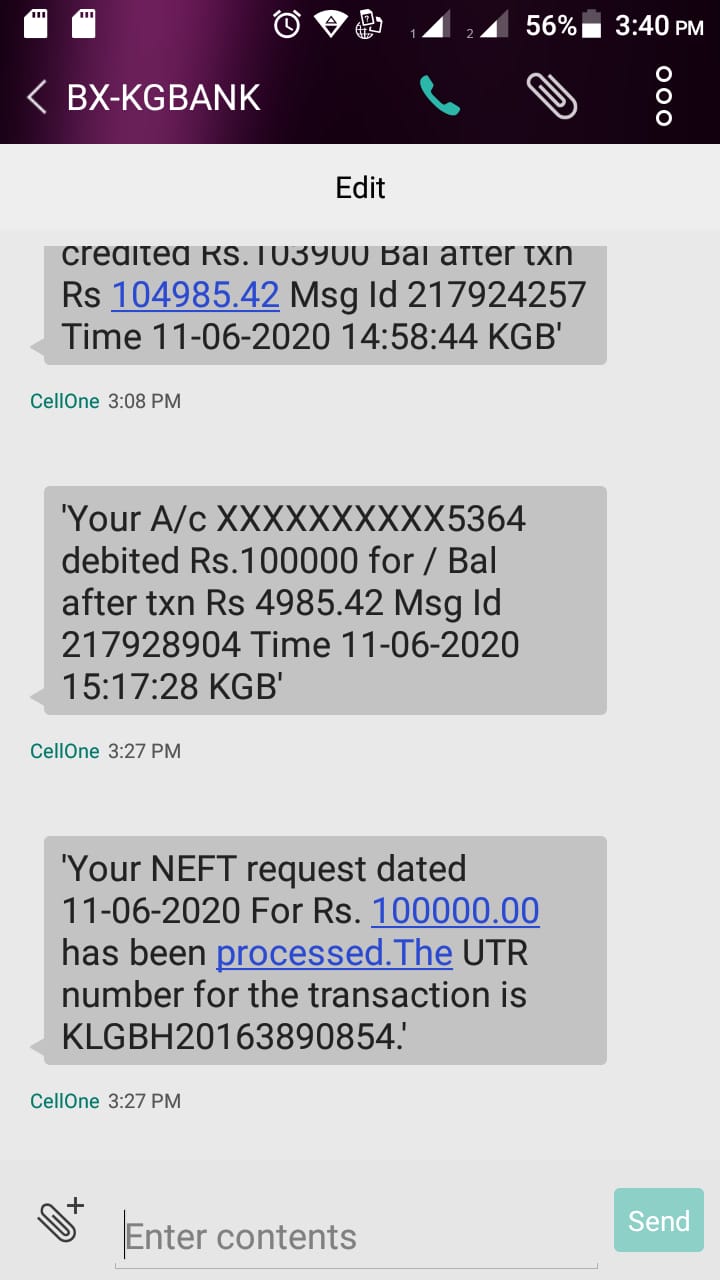 1 2 56% 3:40 PM
BX-KGBANK
Edit
credited Rs.103900 Bal after txn
Rs 104985.42 Msg Id 217924257
Time 11-06-2020 14:58:44 KGB'
CellOne 3:08 PM
'Your A/c XXXXXXXXXX5364
debited Rs.100000 for / Bal
after txn Rs 4985.42 Msg Id
217928904 Time 11-06-2020
15:17:28 KGB'
CellOne 3:27 PM
'Your NEFT request dated
11-06-2020 For Rs. 100000.00
has been processed.The UTR
number for the transaction is
KLGBH20163890854.'
CellOne 3:27 PM
Enter contents
Send